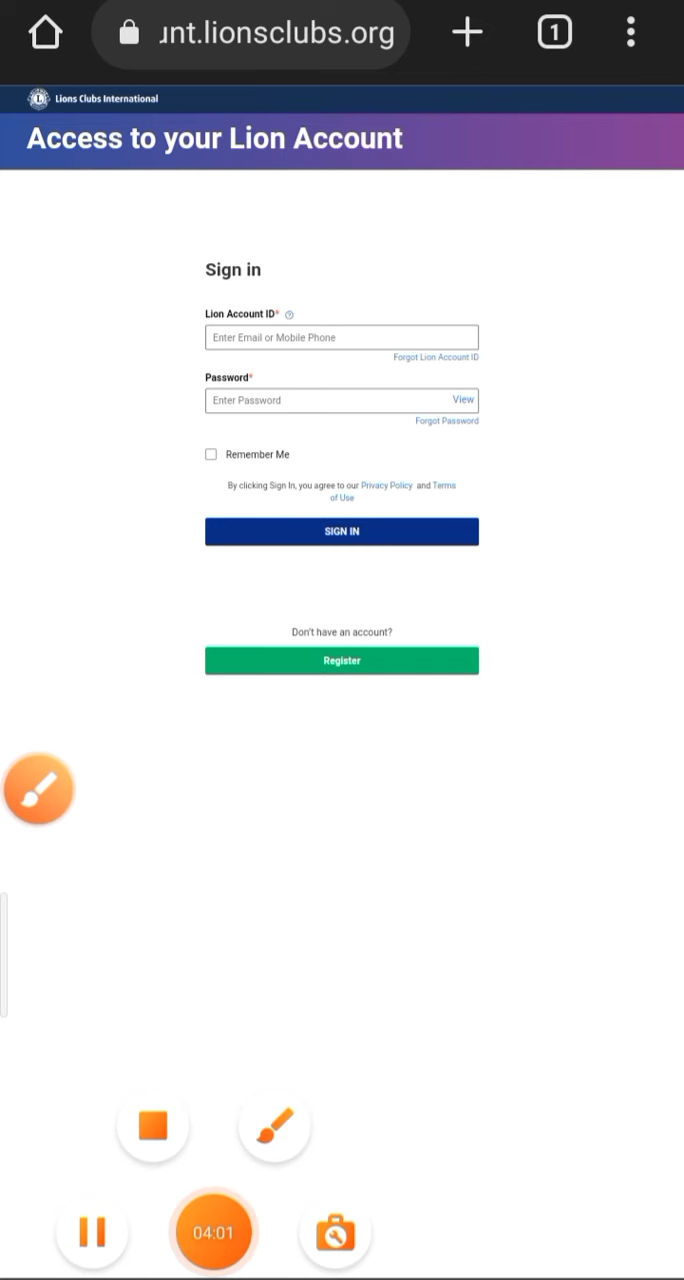 unt.lionsclubs.org
1
Lions Clubs International
Access to your Lion Account
Sign in
Lion Account ID* ?
Enter Email or Mobile Phone
Forgot Lion Account ID
Password*
Enter Password View
Forgot Password
Remember Me
By clicking Sign In, you agree to our Privacy Policy and Terms
of Use
SIGN IN
Don't have an account?
Register
04:01